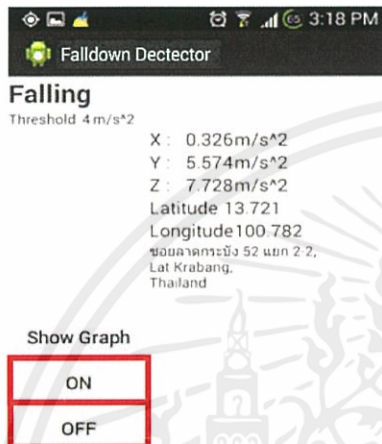 3:18 PM
Falldown Dectector
Falling
Threshold 4 m/s^2
X : 0.326m/s^2
Y : 5.574m/s^2
Z : 7.728m/s^2
Latitude 13.721
Longitude100.782
ซอยลาดกระบัง 52 แยก 2-2,
Lat Krabang,
Thailand
Show Graph
ON
OFF